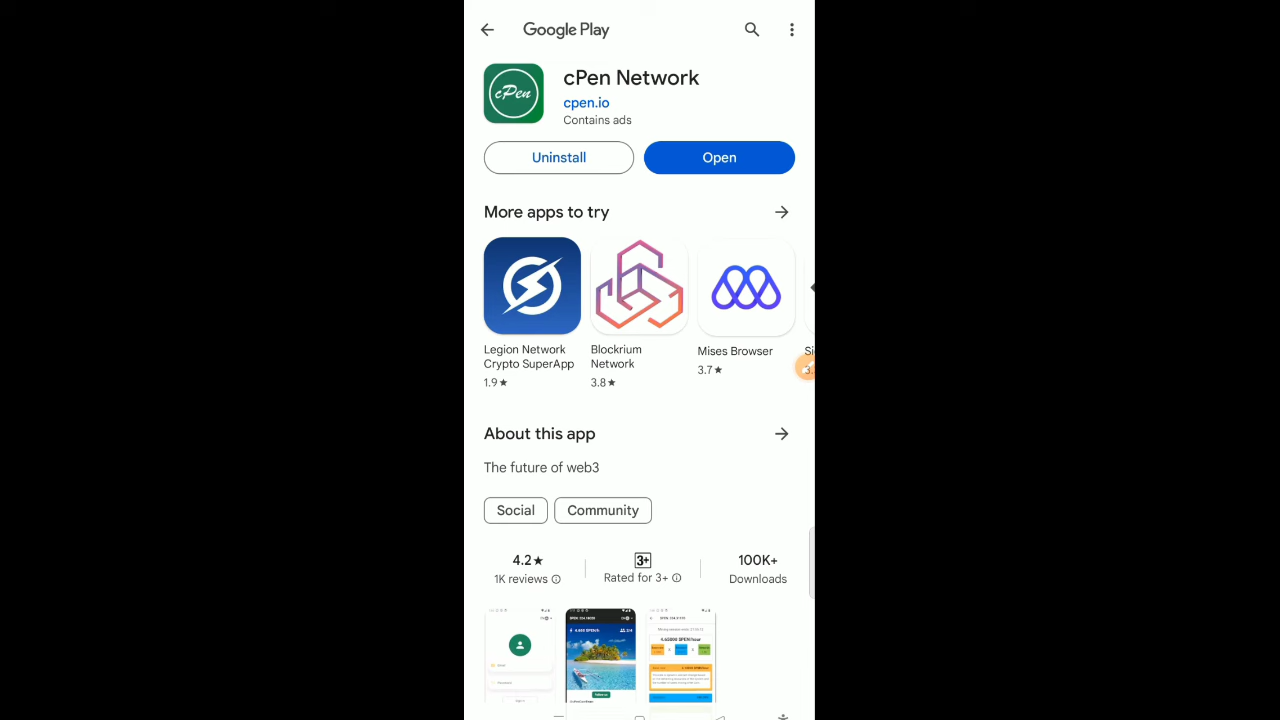 Google Play
cPen
cPen Network
cpen.io
Contains ads
Uninstall
Open
More apps to try
Legion Network
Crypto SuperApp
1.9★
Blockrium
Network
3.8★
Mises Browser
3.7★
About this app
The future of web3
Social
Community
4.2★
1K reviews
3+
Rated for 3+
100K+
Downloads